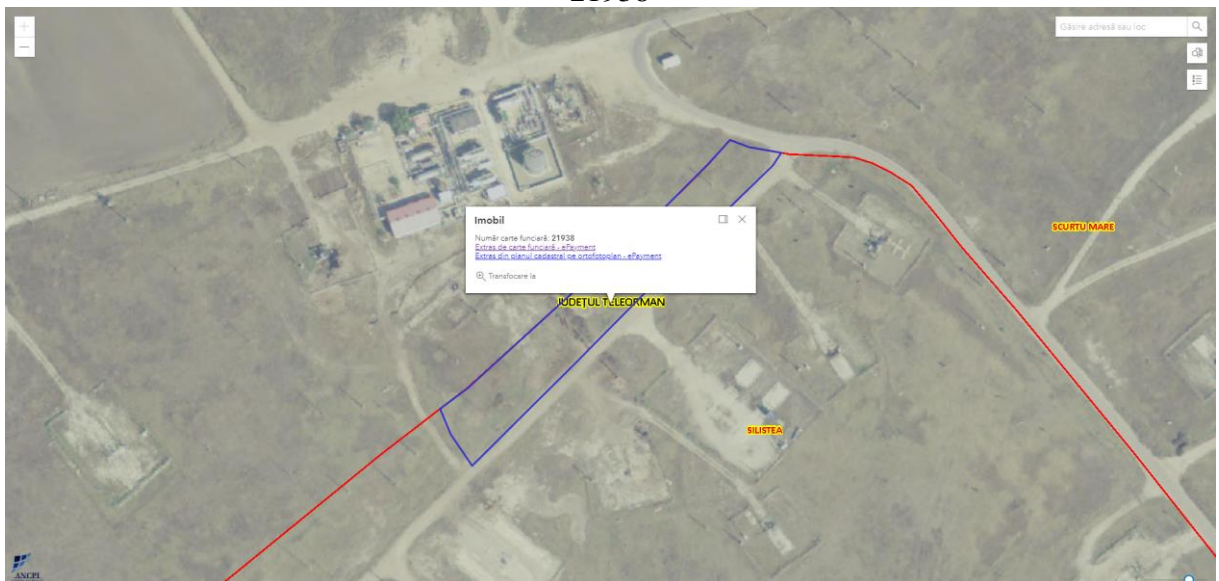 21938
+
−
Găsire adresă sau loc
Imobil
Număr carte funciară: 21938
Extras de carte funciară - ePayment
Extras din planul cadastral pe ortofotoplan - ePayment
Transfocare la
JUDEȚUL TELEORMAN
SCURTU MARE
SILISTEA
ANCPI